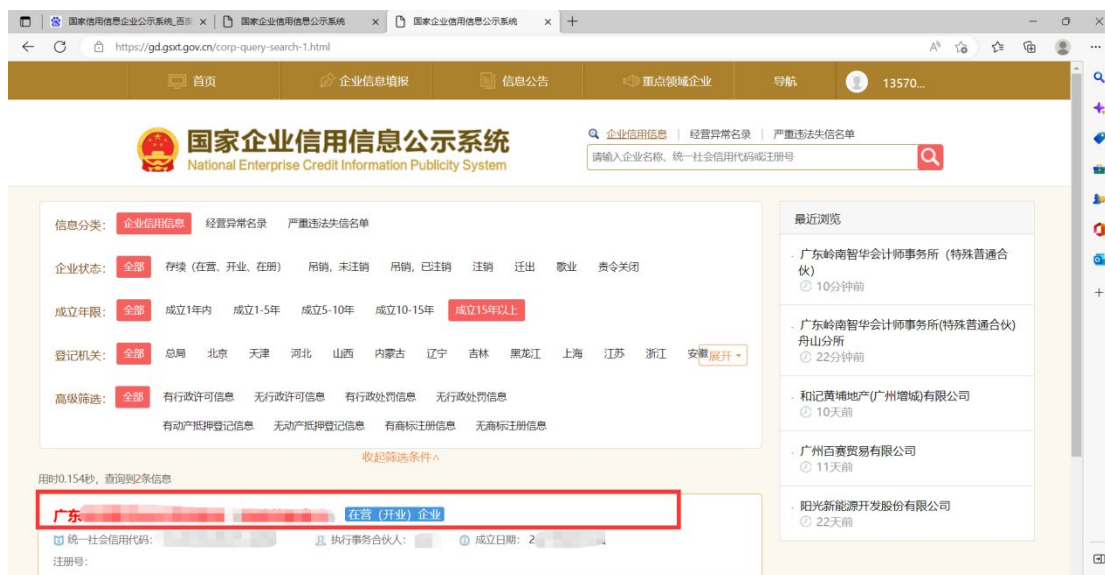 国家信用信息企业公示系统_百度
国家企业信用信息公示系统
国家企业信用信息公示系统
https://gd.gsxt.gov.cn/corp-query-search-1.html
首页 企业信息填报 信息公告 重点领域企业 导航 13570...
国家企业信用信息公示系统
National Enterprise Credit Information Publicity System
企业信用信息 | 经营异常名录 | 严重违法失信名单
请输入企业名称、统一社会信用代码或注册号
信息分类: 企业信用信息 经营异常名录 严重违法失信名单
企业状态: 全部 存续（在营、开业、在册） 吊销，未注销 吊销，已注销 注销 迁出 歇业 责令关闭
成立年限: 全部 成立1年内 成立1-5年 成立5-10年 成立10-15年 成立15年以上
登记机关: 全部 总局 北京 天津 河北 山西 内蒙古 辽宁 吉林 黑龙江 上海 江苏 浙江 安徽 展开
高级筛选: 全部 有行政许可信息 无行政许可信息 有行政处罚信息 无行政处罚信息
有动产抵押登记信息 无动产抵押登记信息 有商标注册信息 无商标注册信息
收起筛选条件
用时0.154秒，查询到2条信息
广东 在营（开业）企业
统一社会信用代码: 执行事务合伙人: 成立日期: 2
注册号:
最近浏览
广东岭南智华会计师事务所（特殊普通合
伙）
10分钟前
广东岭南智华会计师事务所(特殊普通合伙)
舟山分所
22分钟前
和记黄埔地产(广州增城)有限公司
10天前
广州百赛贸易有限公司
11天前
阳光新能源开发股份有限公司
22天前